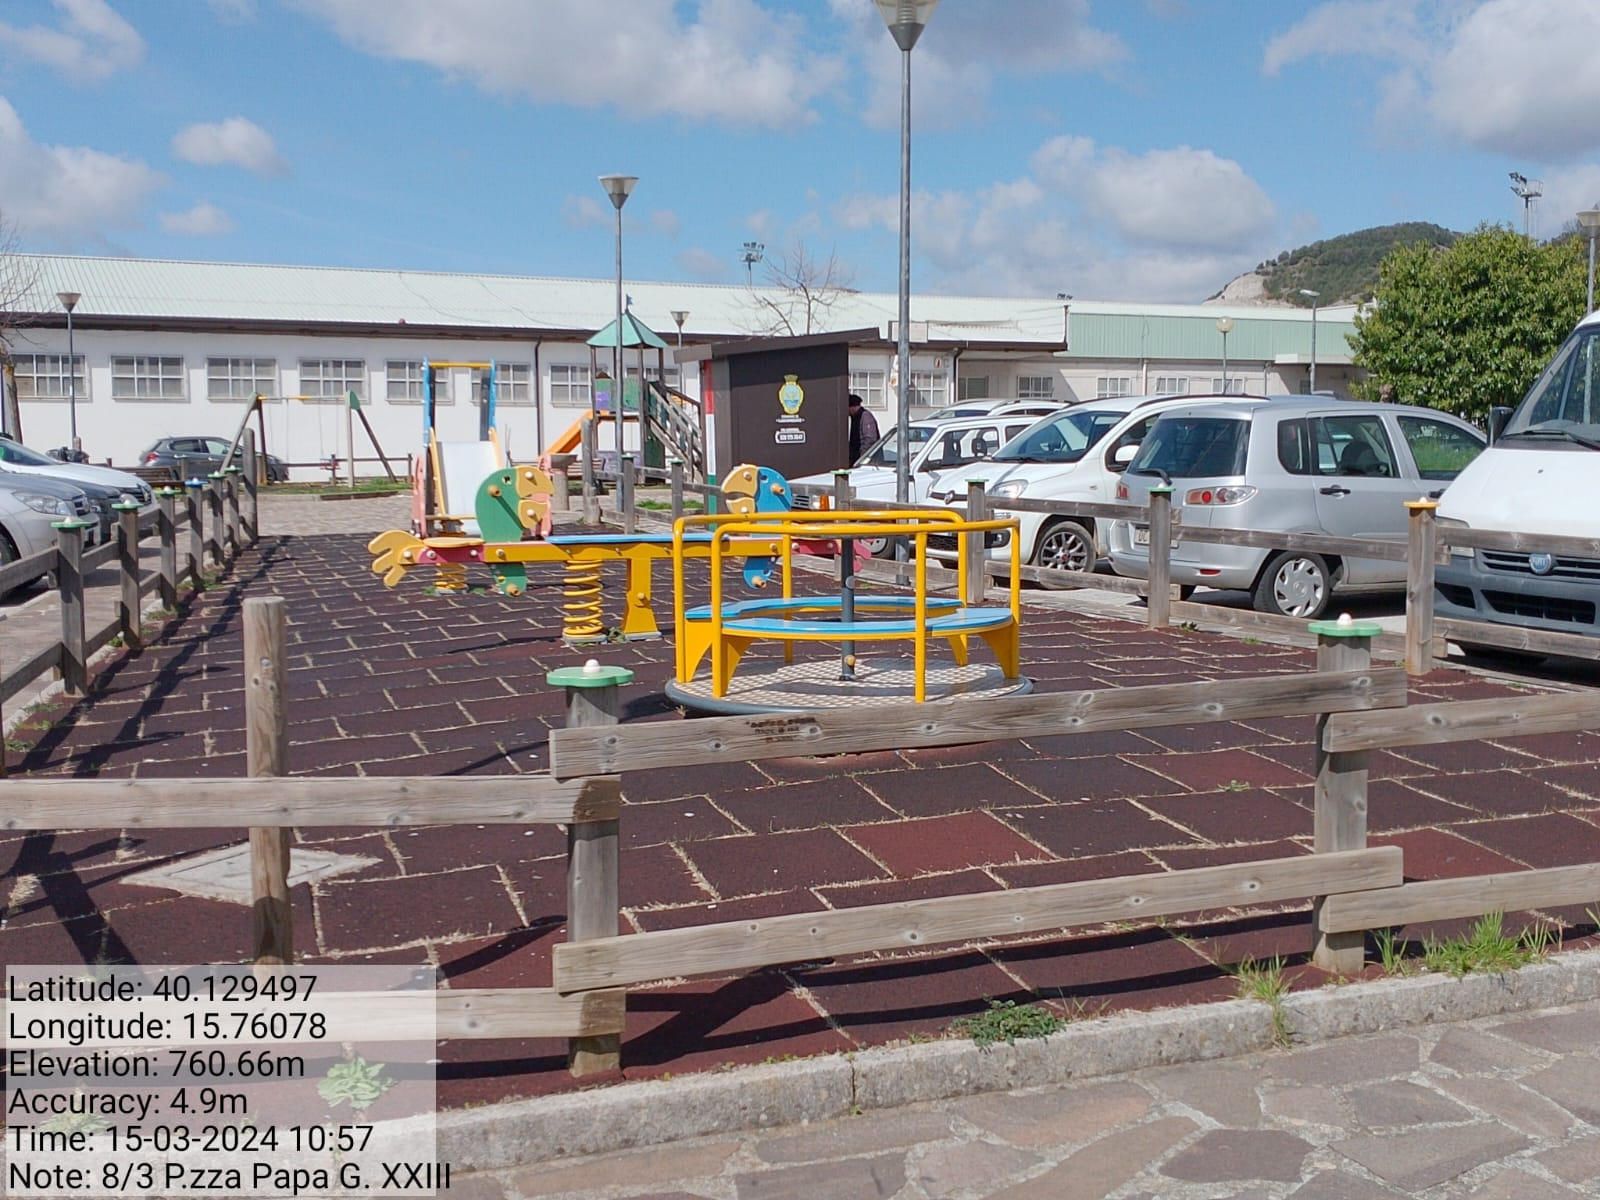 Latitude: 40.129497
Longitude: 15.76078
Elevation: 760.66m
Accuracy: 4.9m
Time: 15-03-2024 10:57
Note: 8/3 P.zza Papa G. XXIII